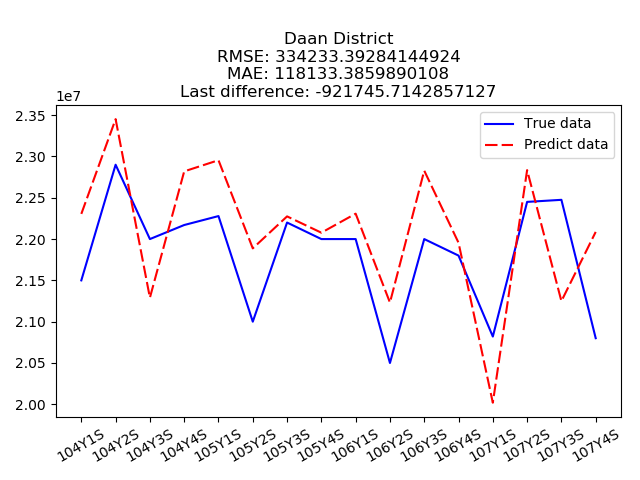 Daan District
RMSE: 334233.39284144924
MAE: 118133.3859890108
Last difference: -921745.7142857127
1e7
True data
Predict data
2.35
2.30
2.25
2.20
2.15
2.10
2.05
2.00
104Y1S 104Y2S 104Y3S 104Y4S 105Y1S 105Y2S 105Y3S 105Y4S 106Y1S 106Y2S 106Y3S 106Y4S 107Y1S 107Y2S 107Y3S 107Y4S